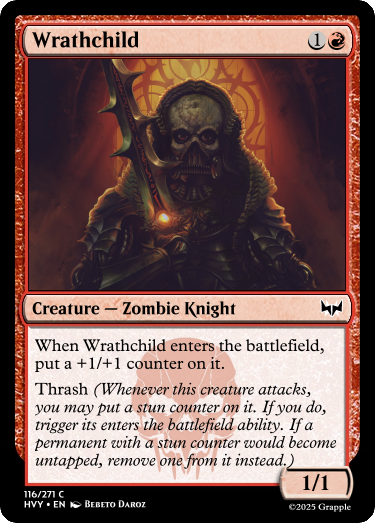 Wrathchild
1
Creature — Zombie Knight
When Wrathchild enters the battlefield,
put a +1/+1 counter on it.
Thrash (Whenever this creature attacks,
you may put a stun counter on it. If you do,
trigger its enters the battlefield ability. If a
permanent with a stun counter would become
untapped, remove one from it instead.)
1/1
116/271 C
HVY • EN Bebeto Daroz
©2025 Grapple